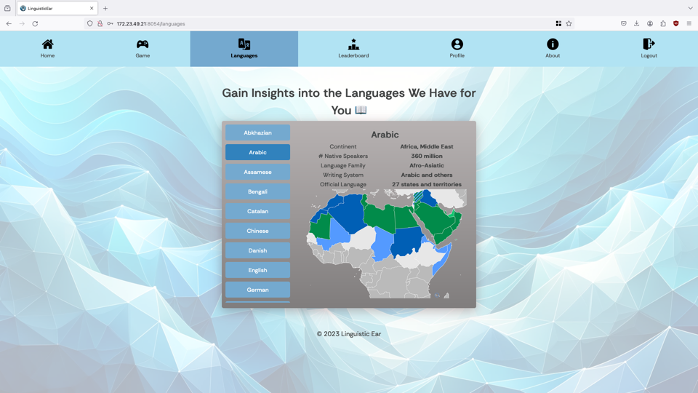 LinguisticEar
172.23.49.21:8054/languages
Home
Game
Languages
Leaderboard
Profile
About
Logout
Gain Insights into the Languages We Have for
You
Abkhazian
Arabic
Assamese
Bengali
Catalan
Chinese
Danish
English
German
Arabic
Continent Africa, Middle East
# Native Speakers 360 million
Language Family Afro-Asiatic
Writing System Arabic and others
Official Language 27 states and territories
© 2023 Linguistic Ear